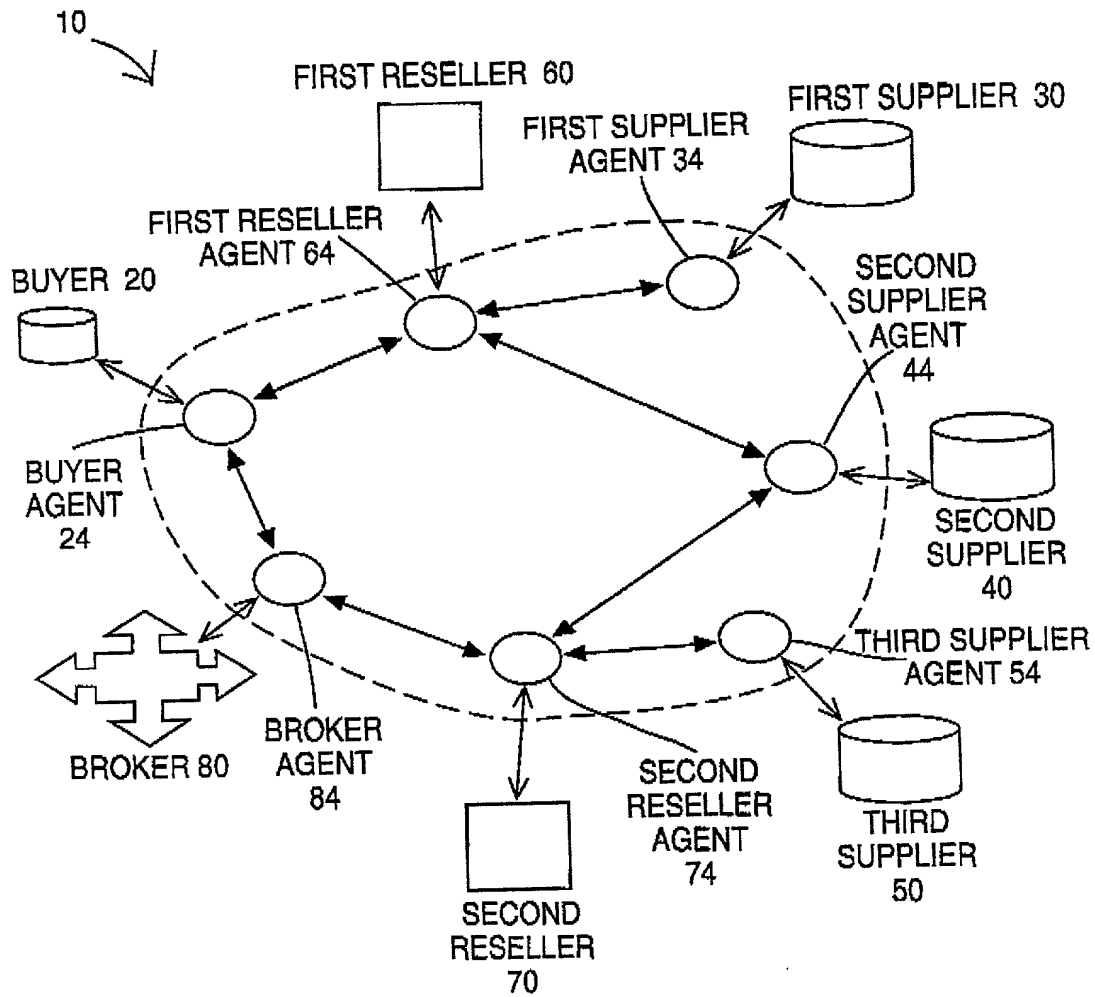 10
FIRST RESELLER 60
FIRST SUPPLIER
AGENT 34
FIRST SUPPLIER 30
FIRST RESELLER
AGENT 64
BUYER 20
SECOND
SUPPLIER
AGENT
44
BUYER
AGENT
24
SECOND
SUPPLIER
40
THIRD SUPPLIER
AGENT 54
BROKER 80
BROKER
AGENT
84
SECOND
RESELLER
AGENT
74
THIRD
SUPPLIER
50
SECOND
RESELLER
70